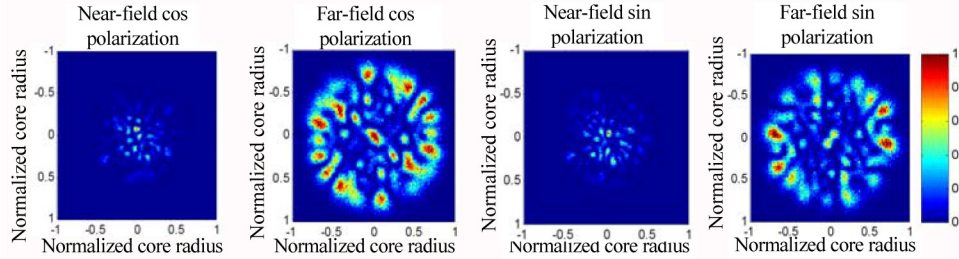 Near-field cos
polarization
Far-field cos
polarization
Near-field sin
polarization
Far-field sin
polarization
Normalized core radius
-1
-0.5
0
0.5
1
-1 -0.5 0 0.5 1
Normalized core radius
Normalized core radius
-1
-0.5
0
0.5
1
-1 -0.5 0 0.5 1
Normalized core radius
Normalized core radius
-1
-0.5
0
0.5
1
-1 -0.5 0 0.5 1
Normalized core radius
Normalized core radius
-1
-0.5
0
0.5
1
-1 -0.5 0 0.5 1
Normalized core radius
1
0
0
0
0
0